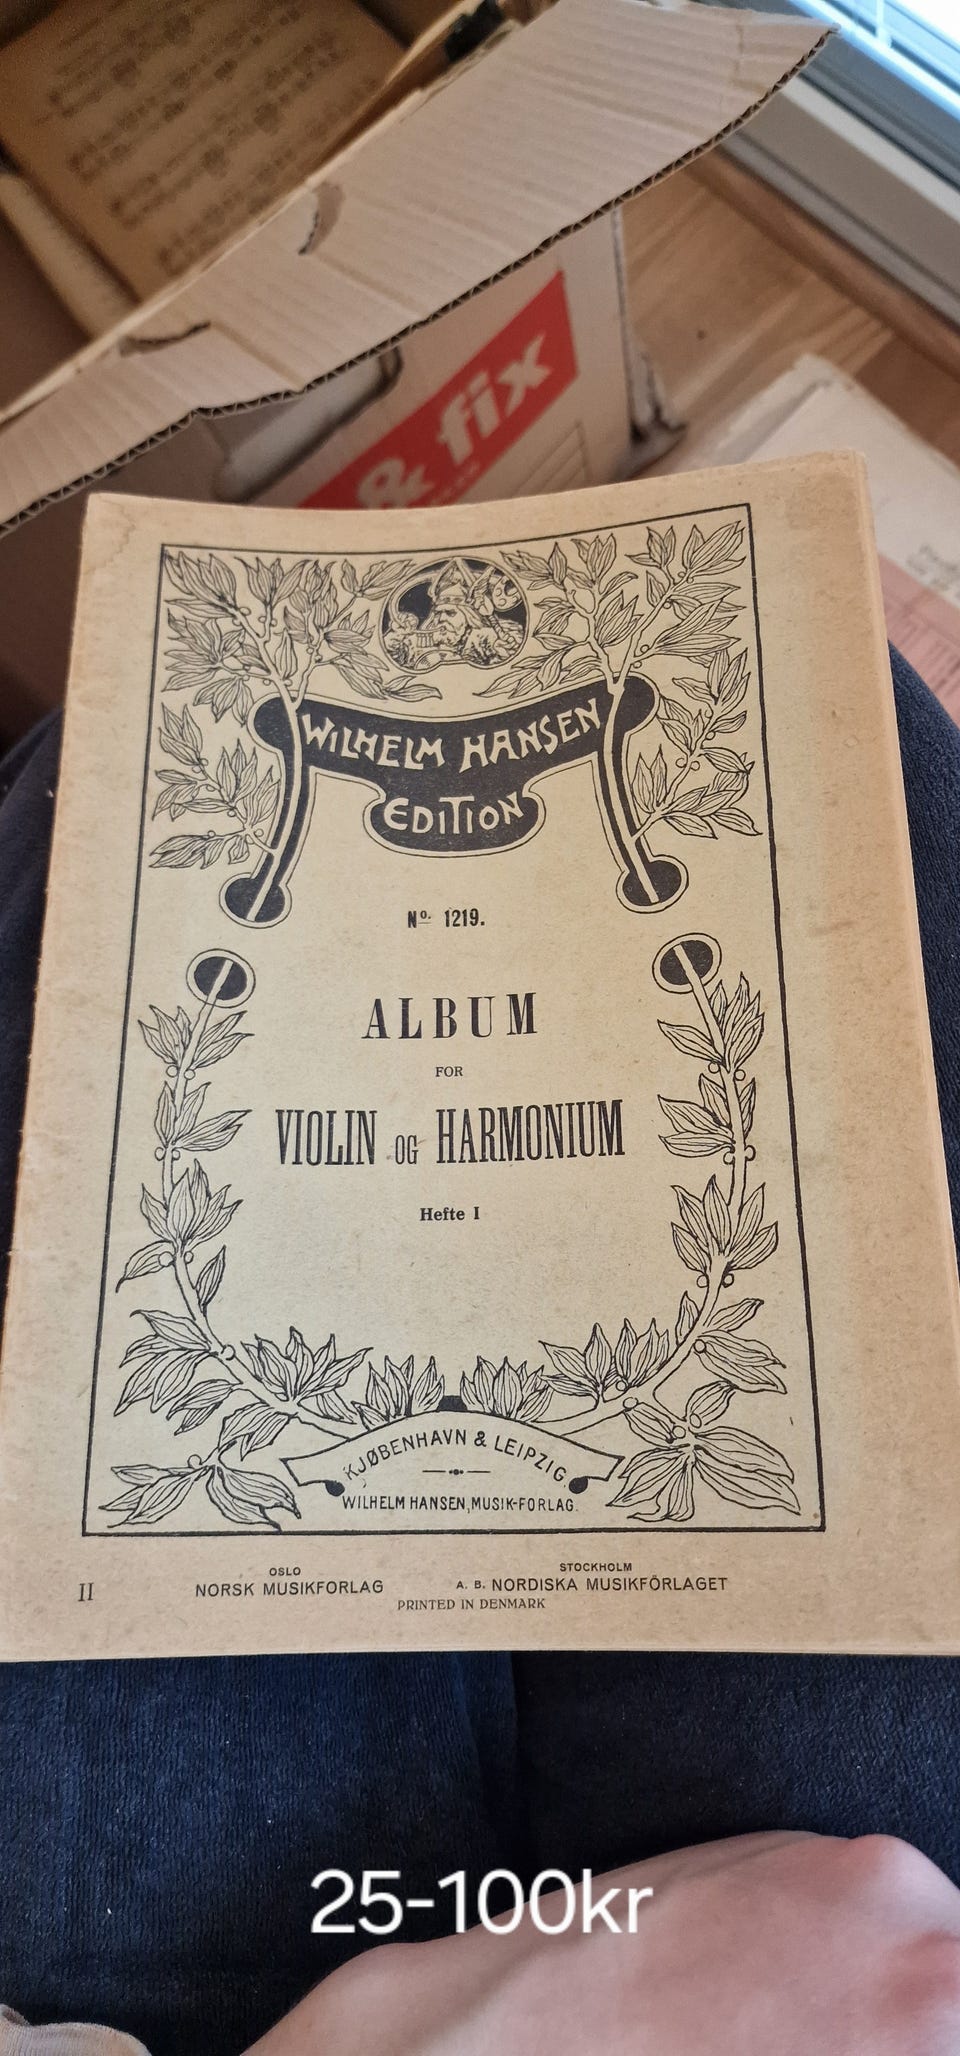 & fix
WILHELM HANSEN
EDITION
No. 1219.
ALBUM
FOR
VIOLIN OG HARMONIUM
Hefte I
KJØBENHAVN & LEIPZIG.
WILHELM HANSEN, MUSIK-FORLAG.
OSLO
NORSK MUSIKFORLAG
STOCKHOLM
A. B. NORDISKA MUSIKFÖRLAGET
II
PRINTED IN DENMARK
25-100kr